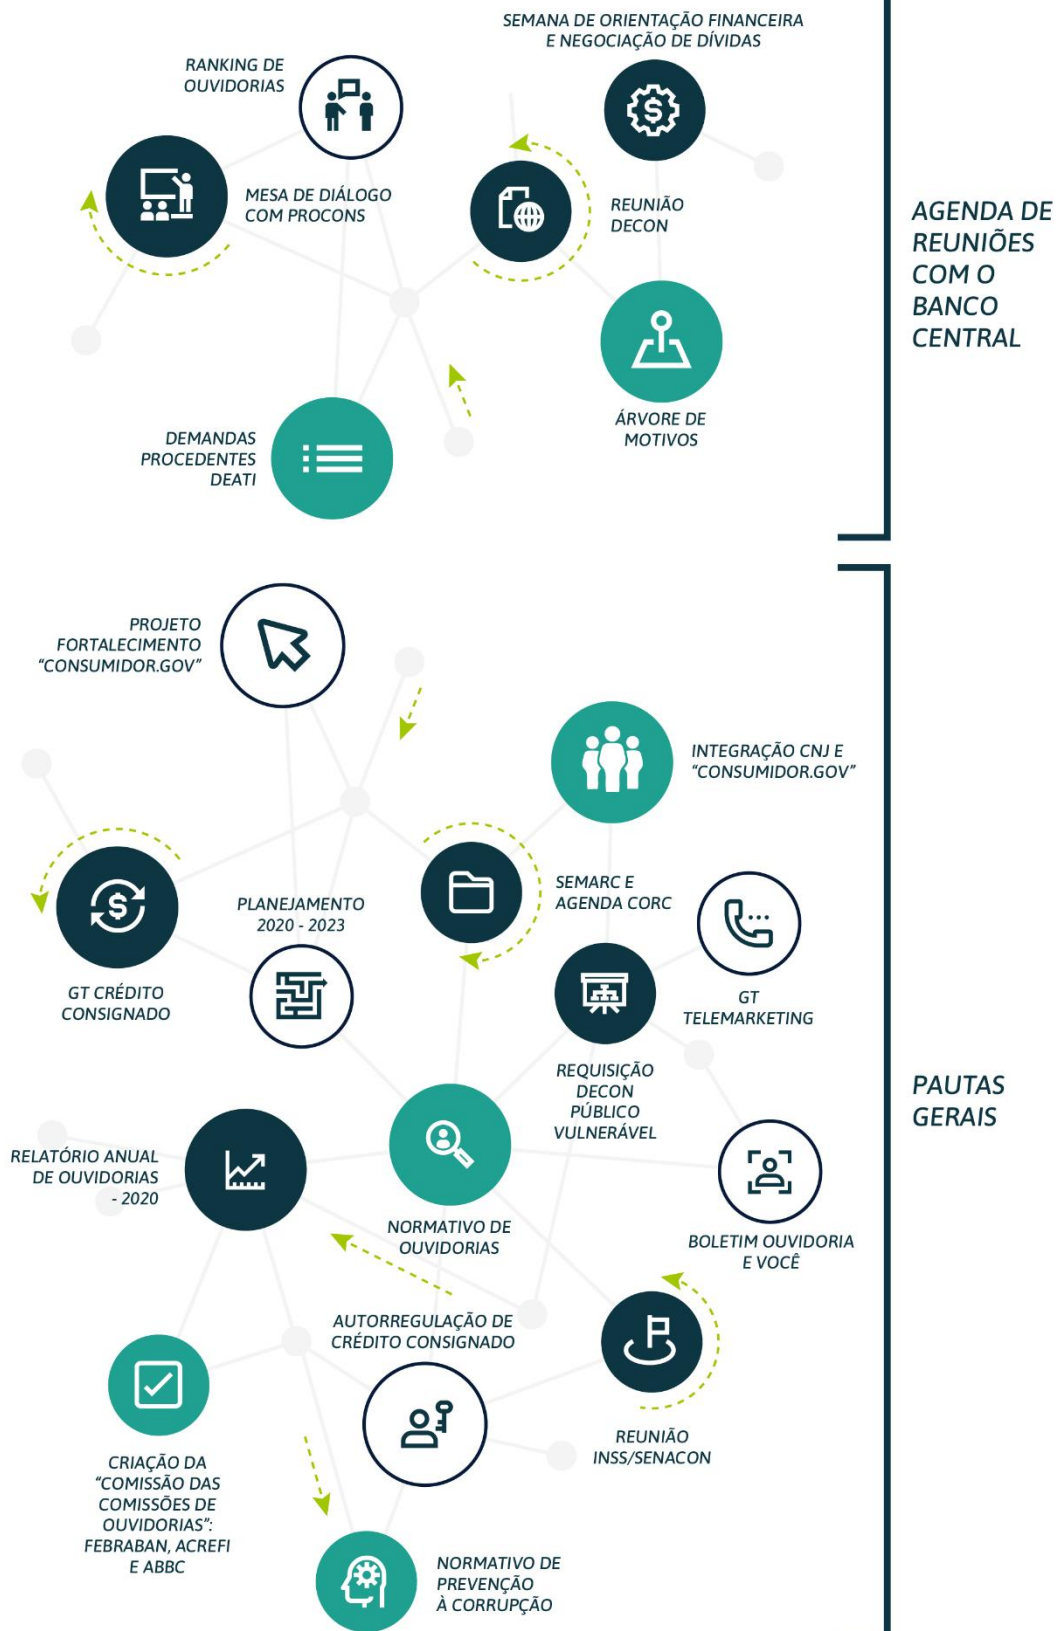 SEMANA DE ORIENTAÇÃO FINANCEIRA
E NEGOCIAÇÃO DE DÍVIDAS
RANKING DE
OUVIDORIAS
MESA DE DIÁLOGO
COM PROCONS
REUNIÃO
DECON
AGENDA DE
REUNIÕES
COM O
BANCO
CENTRAL
ÁRVORE DE
MOTIVOS
DEMANDAS
PROCEDENTES
DEATI
PROJETO
FORTALECIMENTO
“CONSUMIDOR.GOV”
INTEGRAÇÃO CNJ E
“CONSUMIDOR.GOV”
SEMARC E
AGENDA CORC
PLANEJAMENTO
2020 - 2023
GT CRÉDITO
CONSIGNADO
GT
TELEMARKETING
REQUISIÇÃO
DECON
PÚBLICO
VULNERÁVEL
PAUTAS
GERAIS
RELATÓRIO ANUAL
DE OUVIDORIAS
- 2020
NORMATIVO DE
OUVIDORIAS
BOLETIM OUVIDORIA
E VOCÊ
AUTORREGULAÇÃO DE
CRÉDITO CONSIGNADO
REUNIÃO
INSS/SENACON
CRIAÇÃO DA
“COMISSÃO DAS
COMISSÕES DE
OUVIDORIAS”:
FEBRABAN, ACREFI
E ABBC
NORMATIVO DE
PREVENÇÃO
À CORRUPÇÃO